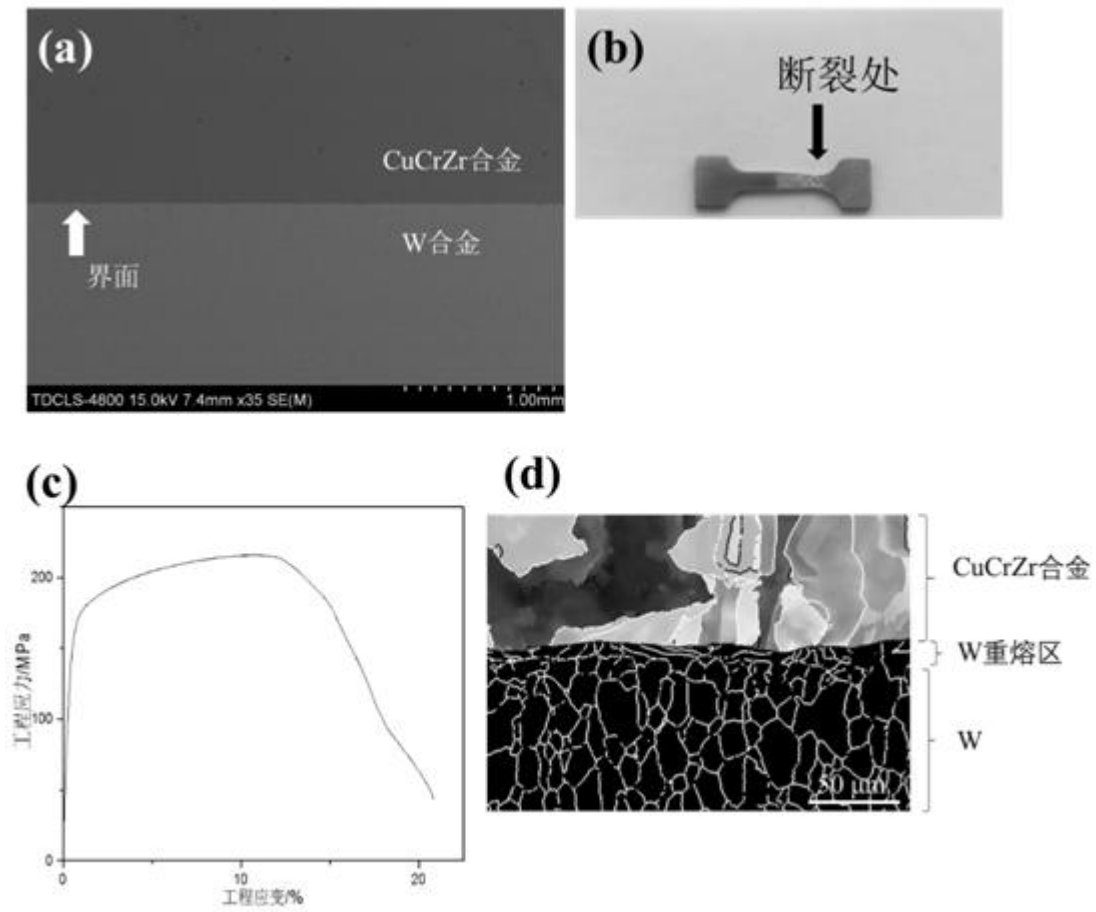 (a)
CuCrZr合金
W合金
界面
TDCLS-4800 15.0kV 7.4mm x35 SE(M)
1.00mm
(b)
断裂处
(c)
工程应力/MPa
200
100
0
0
10
20
工程应变/%
(d)
CuCrZr合金
W重熔区
W
50 μm